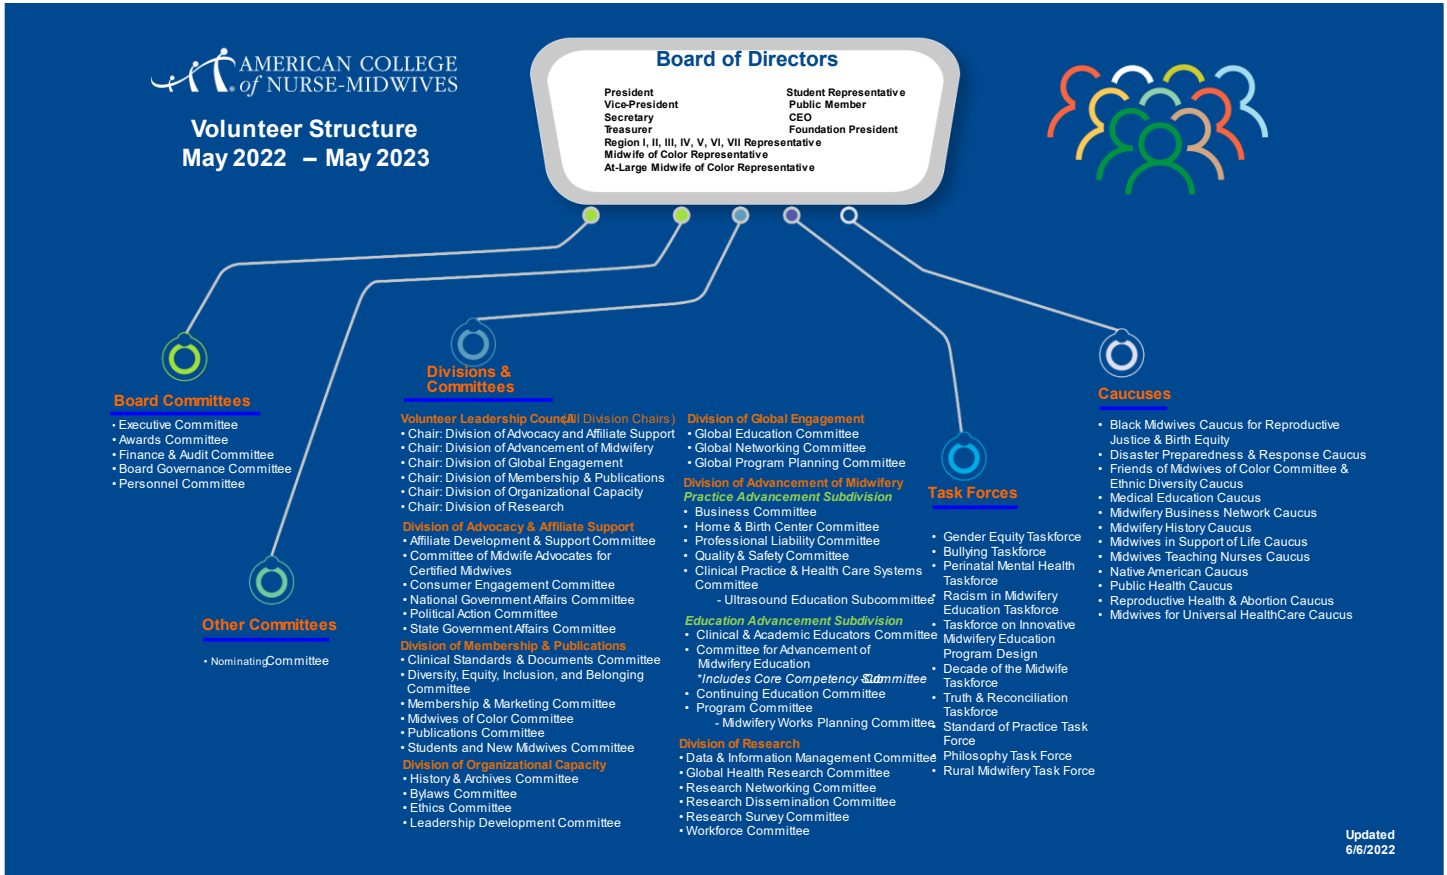 AMERICAN COLLEGE
of NURSE-MIDWIVES
Volunteer Structure
May 2022 – May 2023
Board of Directors
President
Vice-President
Secretary
Treasurer
Region I, II, III, IV, V, VI, VII Representative
Midwife of Color Representative
At-Large Midwife of Color Representative
Student Representative
Public Member
CEO
Foundation President
Board Committees
• Executive Committee
• Awards Committee
• Finance & Audit Committee
• Board Governance Committee
• Personnel Committee
Other Committees
• Nominating Committee
Divisions &
Committees
Volunteer Leadership Council (All Division Chairs)
• Chair: Division of Advocacy and Affiliate Support
• Chair: Division of Advancement of Midwifery
• Chair: Division of Global Engagement
• Chair: Division of Membership & Publications
• Chair: Division of Organizational Capacity
• Chair: Division of Research
Division of Advocacy & Affiliate Support
• Affiliate Development & Support Committee
• Committee of Midwife Advocates for
Certified Midwives
• Consumer Engagement Committee
• National Government Affairs Committee
• Political Action Committee
• State Government Affairs Committee
Division of Membership & Publications
• Clinical Standards & Documents Committee
• Diversity, Equity, Inclusion, and Belonging
Committee
• Membership & Marketing Committee
• Midwives of Color Committee
• Publications Committee
• Students and New Midwives Committee
Division of Organizational Capacity
• History & Archives Committee
• Bylaws Committee
• Ethics Committee
• Leadership Development Committee
Division of Global Engagement
• Global Education Committee
• Global Networking Committee
• Global Program Planning Committee
Division of Advancement of Midwifery
Practice Advancement Subdivision
• Business Committee
• Home & Birth Center Committee
• Professional Liability Committee
• Quality & Safety Committee
• Clinical Practice & Health Care Systems
Committee
- Ultrasound Education Subcommittee
Education Advancement Subdivision
• Clinical & Academic Educators Committee
• Committee for Advancement of
Midwifery Education
*Includes Core Competency Sub-Committee
• Continuing Education Committee
• Program Committee
- Midwifery Works Planning Committee
Division of Research
• Data & Information Management Committee
• Global Health Research Committee
• Research Networking Committee
• Research Dissemination Committee
• Research Survey Committee
• Workforce Committee
Task Forces
• Gender Equity Taskforce
• Bullying Taskforce
• Perinatal Mental Health
Taskforce
• Racism in Midwifery
Education Taskforce
• Taskforce on Innovative
Midwifery Education
Program Design
• Decade of the Midwife
Taskforce
• Truth & Reconciliation
Taskforce
• Standard of Practice Task
Force
• Philosophy Task Force
• Rural Midwifery Task Force
Caucuses
• Black Midwives Caucus for Reproductive
Justice & Birth Equity
• Disaster Preparedness & Response Caucus
• Friends of Midwives of Color Committee &
Ethnic Diversity Caucus
• Medical Education Caucus
• Midwifery Business Network Caucus
• Midwifery History Caucus
• Midwives in Support of Life Caucus
• Midwives Teaching Nurses Caucus
• Native American Caucus
• Public Health Caucus
• Reproductive Health & Abortion Caucus
• Midwives for Universal HealthCare Caucus
Updated
6/6/2022